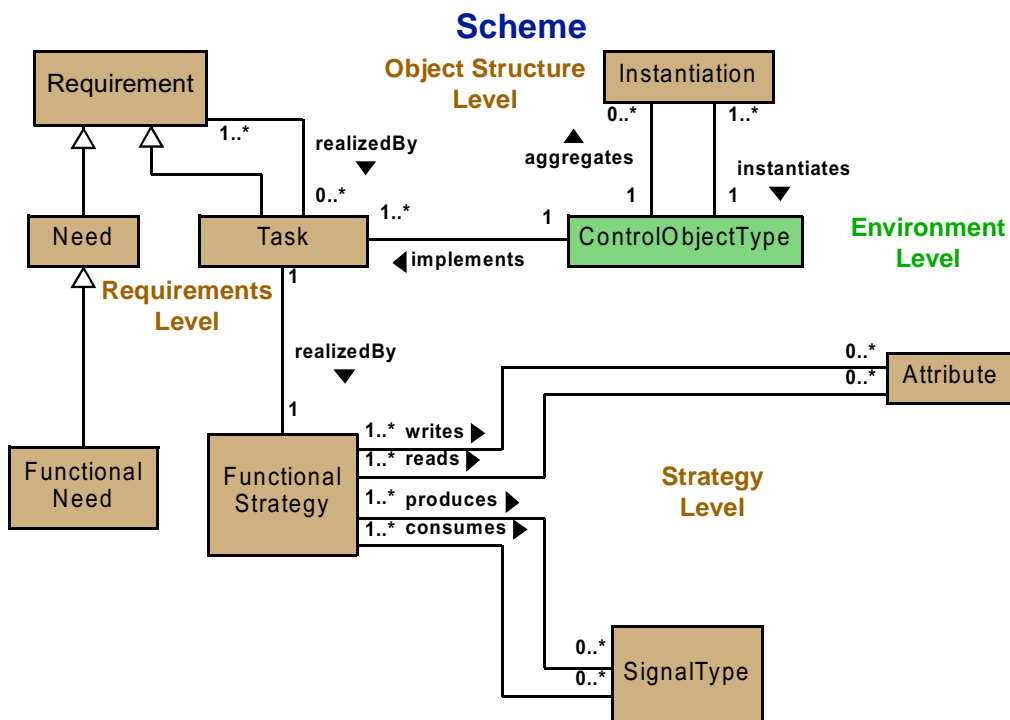 Scheme
Requirement
Object Structure
Level
Instantiation
1..*
0..*
1..*
realizedBy
aggregates
instantiates
0..*
1..*
1
1
1
Need
Task
ControlObjectType
Environment
Level
implements
1
Requirements
Level
realizedBy
0..*
0..*
Attribute
1
1..* writes
1..* reads
Functional
Need
Functional
Strategy
Strategy
Level
1..* produces
1..* consumes
0..*
0..*
SignalType